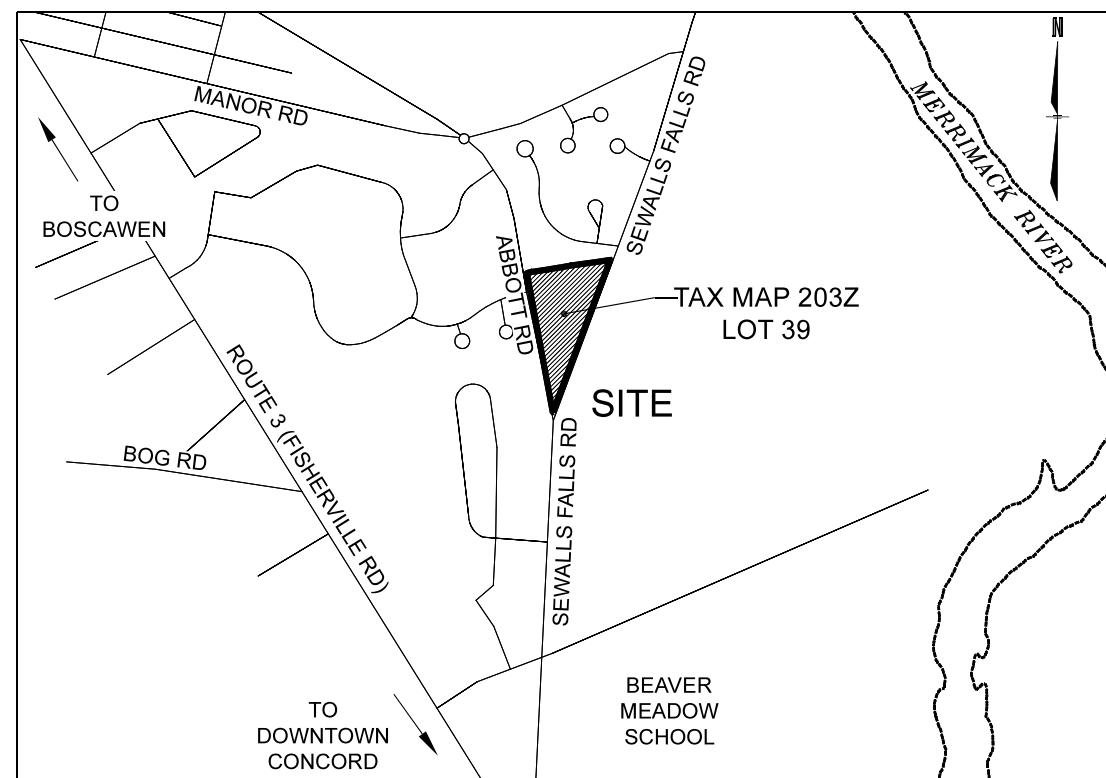 N
MANOR RD
MERRIMACK RIVER
SEWALLS FALLS RD
TO
BOSCAWEN
ABBOTT RD
TAX MAP 203Z
LOT 39
SITE
ROUTE 3 (FISHERVILLE RD)
BOG RD
SEWALLS FALLS RD
BEAVER
MEADOW
SCHOOL
TO
DOWNTOWN
CONCORD